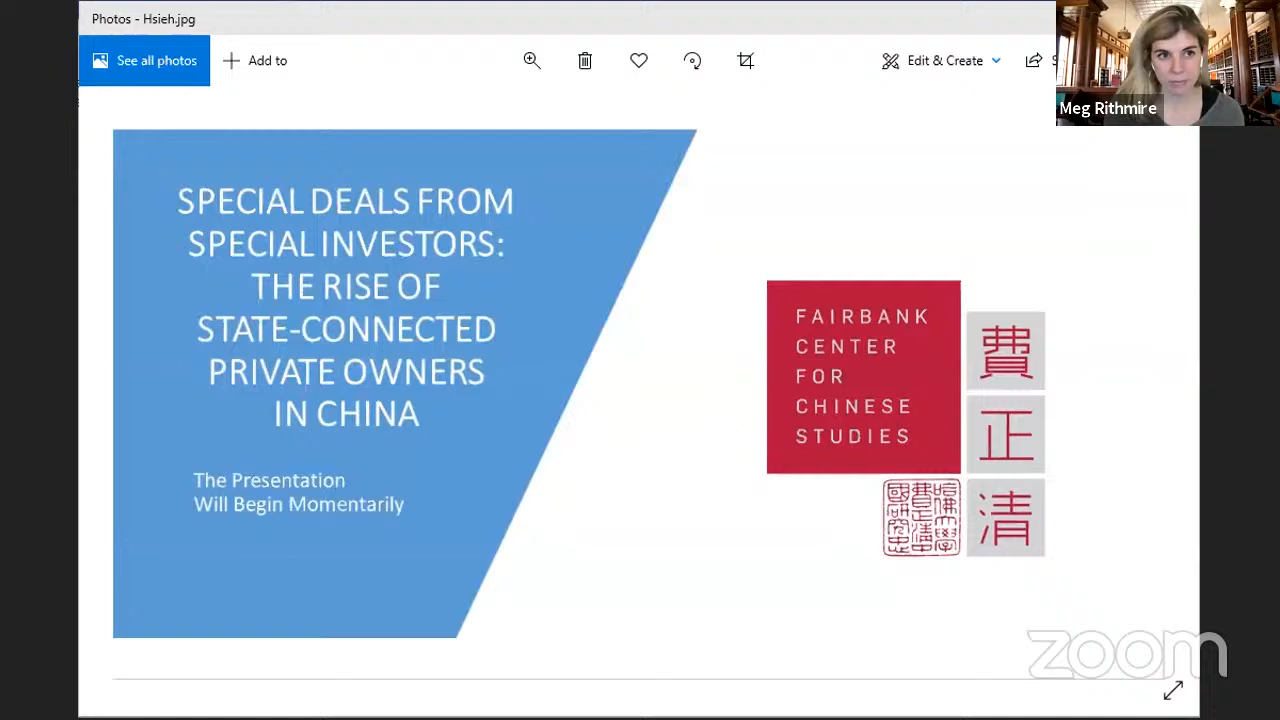 Photos - Hsieh.jpg
See all photos
Add to
Edit & Create
Meg Rithmire
SPECIAL DEALS FROM
SPECIAL INVESTORS:
THE RISE OF
STATE-CONNECTED
PRIVATE OWNERS
IN CHINA
The Presentation
Will Begin Momentarily
FAIRBANK
CENTER
FOR
CHINESE
STUDIES
費
正
清
zoom